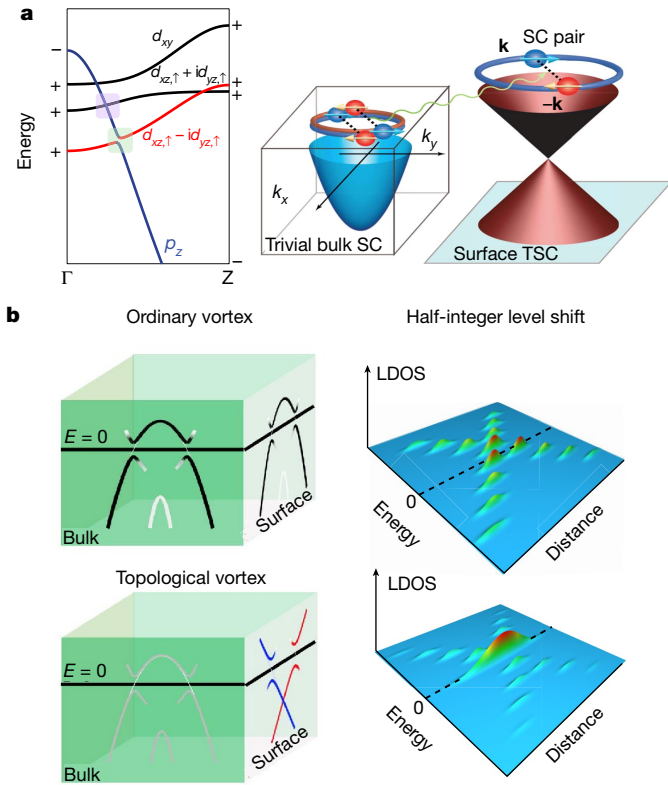 a
Energy
−
+
+
+
d_xy
d_xz,↑ + id_yz,↑
d_xz,↑ − id_yz,↑
p_z
+
+
+
−
Γ
Z
k_y
k_x
Trivial bulk SC
SC pair
k
−k
Surface TSC
b
Ordinary vortex
Half-integer level shift
E = 0
Bulk
Surface
LDOS
0
Energy
Distance
Topological vortex
E = 0
Bulk
Surface
LDOS
0
Energy
Distance